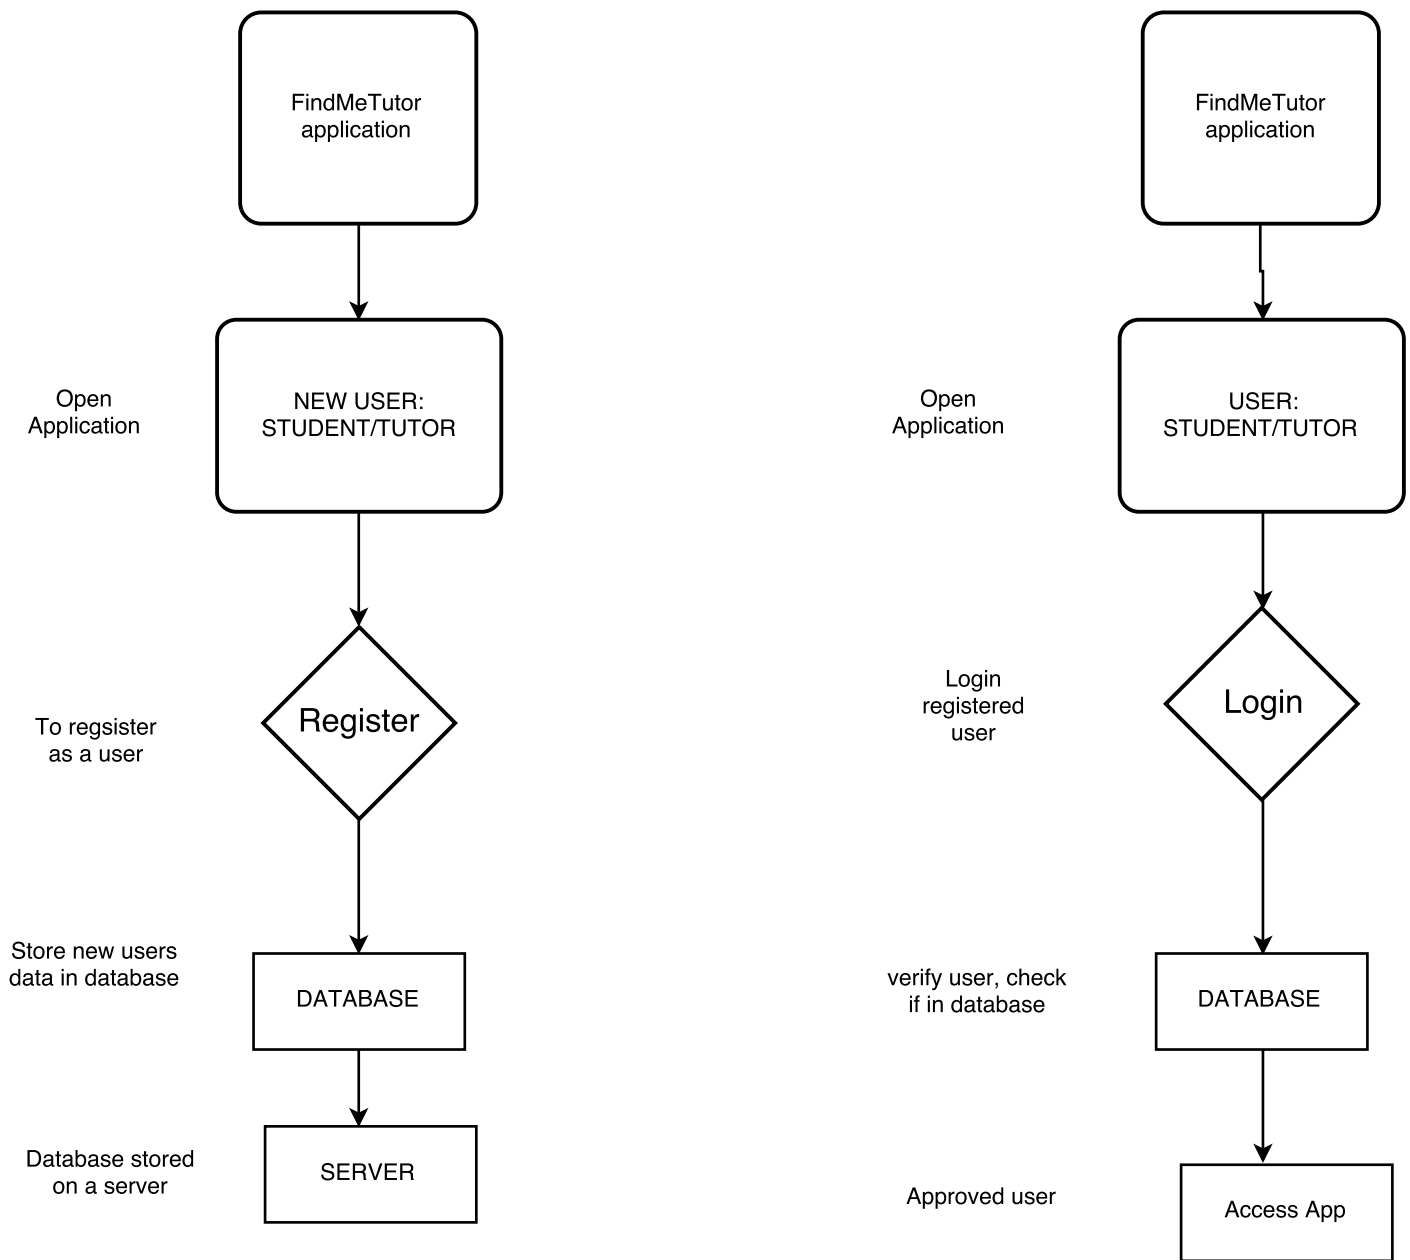 FindMeTutor
application
Open
Application
NEW USER:
STUDENT/TUTOR
To regsister
as a user
Register
Store new users
data in database
DATABASE
Database stored
on a server
SERVER
FindMeTutor
application
Open
Application
USER:
STUDENT/TUTOR
Login
registered
user
Login
verify user, check
if in database
DATABASE
Approved user
Access App